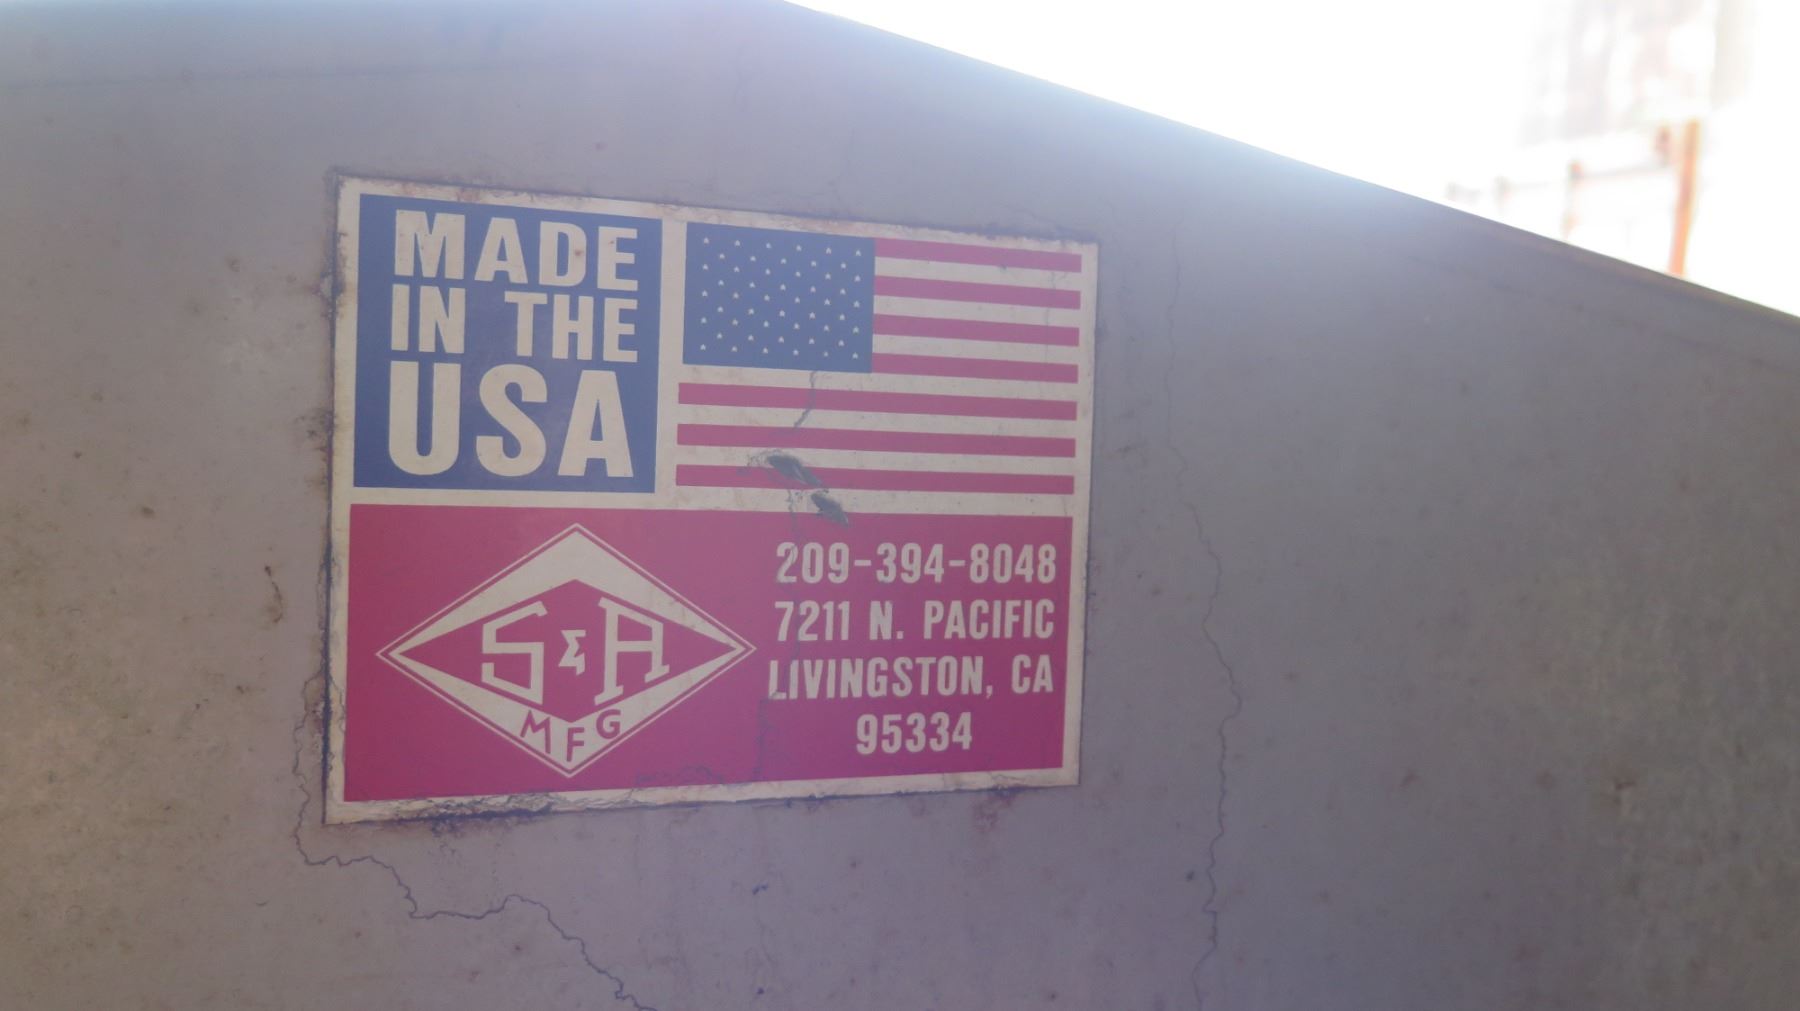 MADE
IN THE
USA
S & A
MFG
209-394-8048
7211 N. PACIFIC
LIVINGSTON, CA
95334